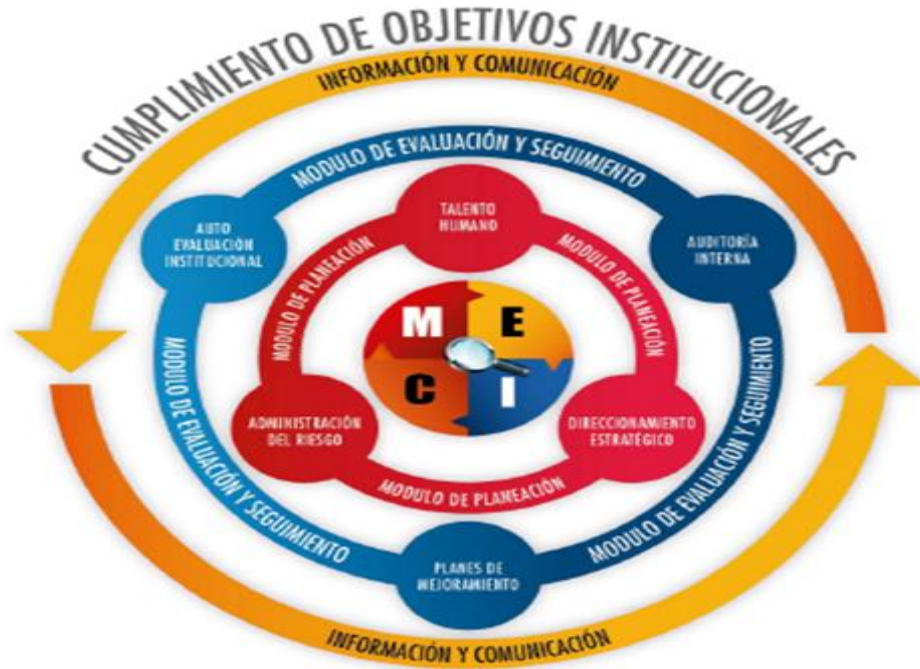 CUMPLIMIENTO DE OBJETIVOS INSTITUCIONALES
INFORMACIÓN Y COMUNICACIÓN
MODULO DE EVALUACIÓN Y SEGUIMIENTO
AUTO
EVALUACIÓN
INSTITUCIONAL
TALENTO
HUMANO
AUDITORÍA
INTERNA
MODULO DE PLANEACIÓN
MODULO DE PLANEACIÓN
M E
C I
MODULO DE EVALUACIÓN Y SEGUIMIENTO
MODULO DE EVALUACIÓN Y SEGUIMIENTO
ADMINISTRACIÓN
DEL RIESGO
DIRECCIONAMIENTO
ESTRATÉGICO
MODULO DE PLANEACIÓN
PLANES DE
MEJORAMIENTO
INFORMACIÓN Y COMUNICACIÓN